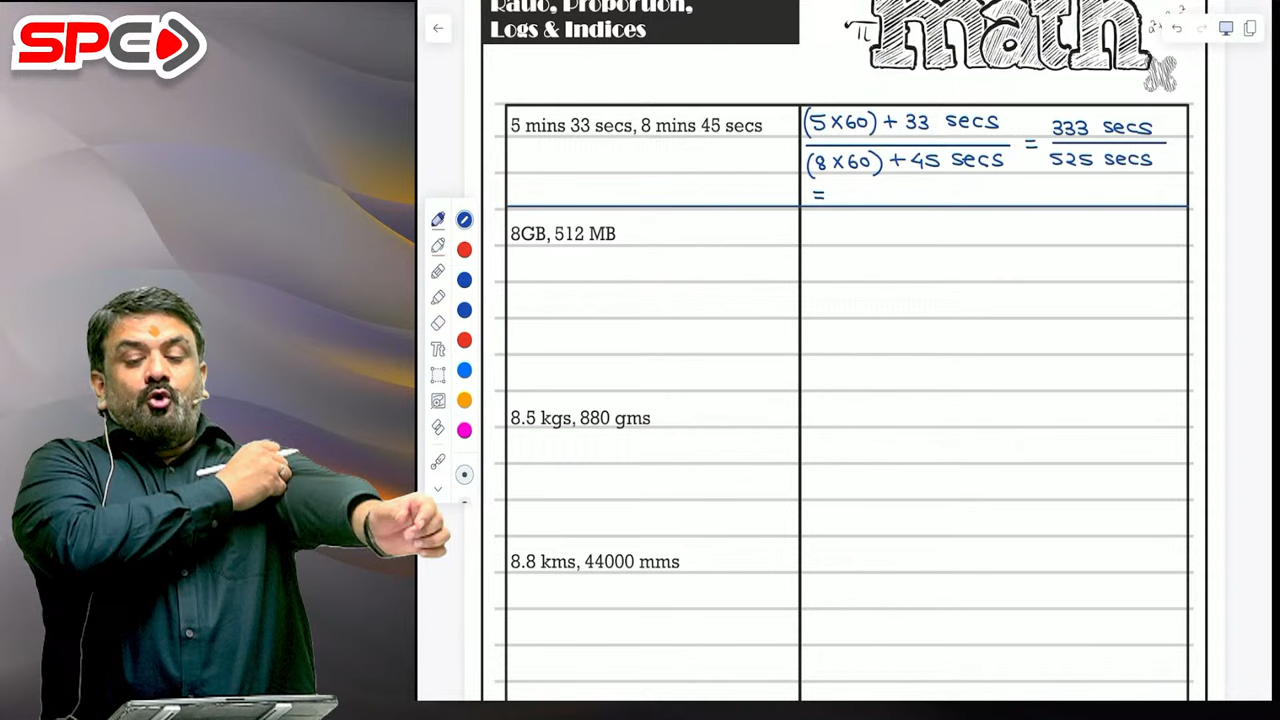 SPED
Ratio, Proportion,
Logs & Indices
math
π
5 mins 33 secs, 8 mins 45 secs
(5×60) + 33 secs = 333 secs
(8×60) + 45 secs 525 secs
=
8GB, 512 MB
8.5 kgs, 880 gms
8.8 kms, 44000 mms
Tt